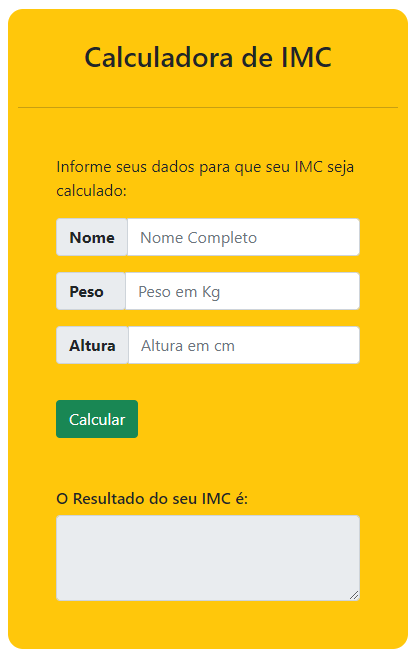 Calculadora de IMC
Informe seus dados para que seu IMC seja
calculado:
Nome Nome Completo
Peso Peso em Kg
Altura Altura em cm
Calcular
O Resultado do seu IMC é: